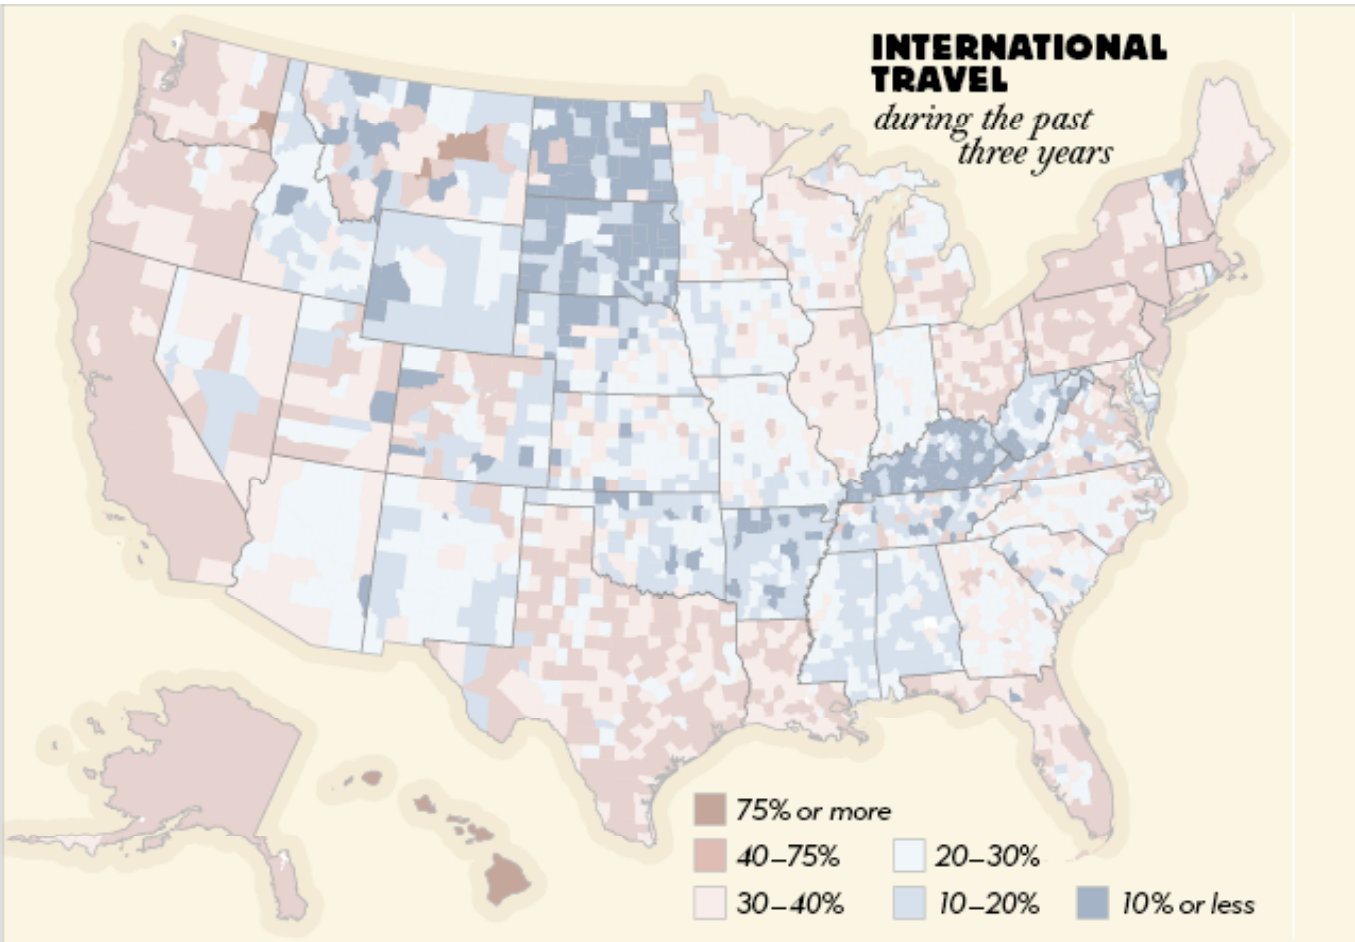 INTERNATIONAL
TRAVEL
during the past
three years
75% or more
40–75%
20–30%
30–40%
10–20%
10% or less